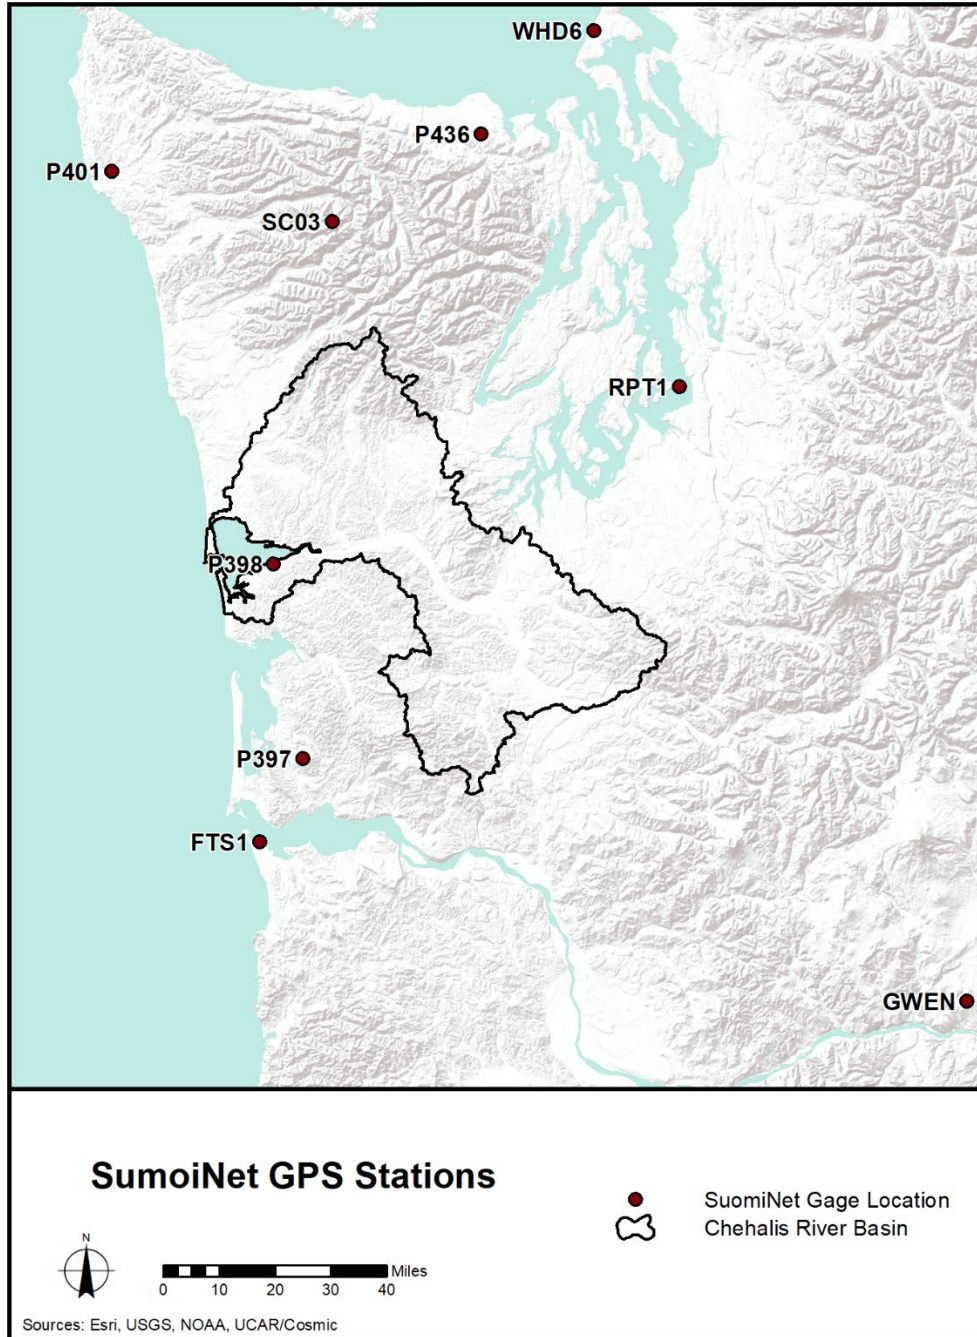 WHD6
P436
P401
SC03
RPT1
P398
P397
FTS1
GWEN
SumoiNet GPS Stations
SuomiNet Gage Location
Chehalis River Basin
N
Miles
0 10 20 30 40
Sources: Esri, USGS, NOAA, UCAR/Cosmic